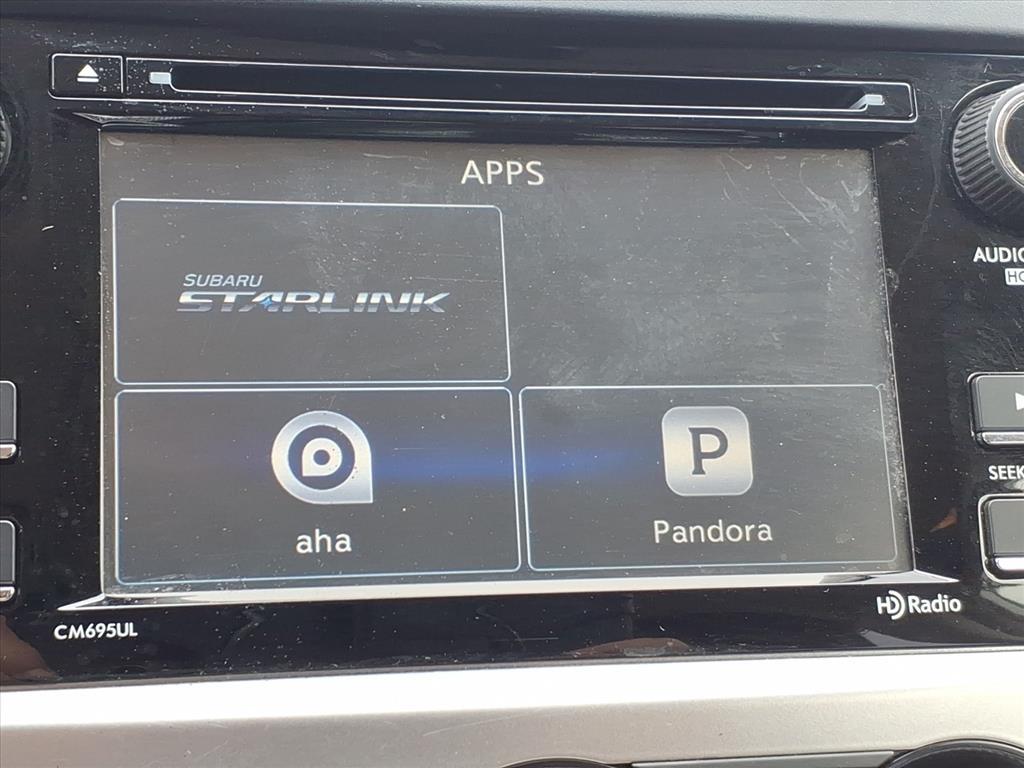 APPS
SUBARU
STARLINK
aha
P
Pandora
AUDIO
SEEK
CM695UL
HD Radio